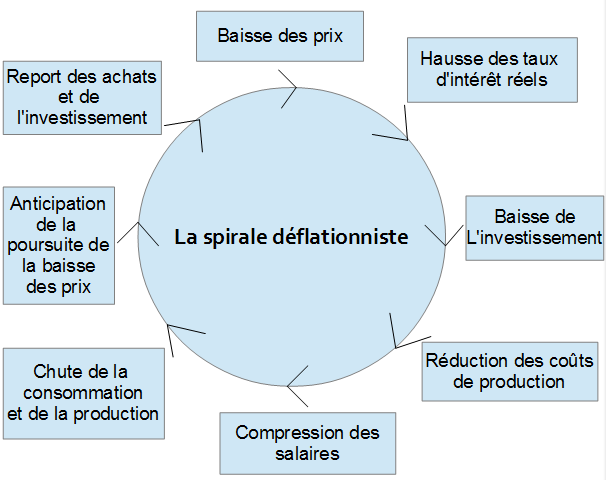 Baisse des prix
Hausse des taux
d'intérêt réels
Baisse de
L'investissement
Réduction des coûts
de production
Compression des
salaires
Chute de la
consommation
et de la production
Anticipation
de la
poursuite de
la baisse
des prix
Report des achats
et de
l'investissement
La spirale déflationniste